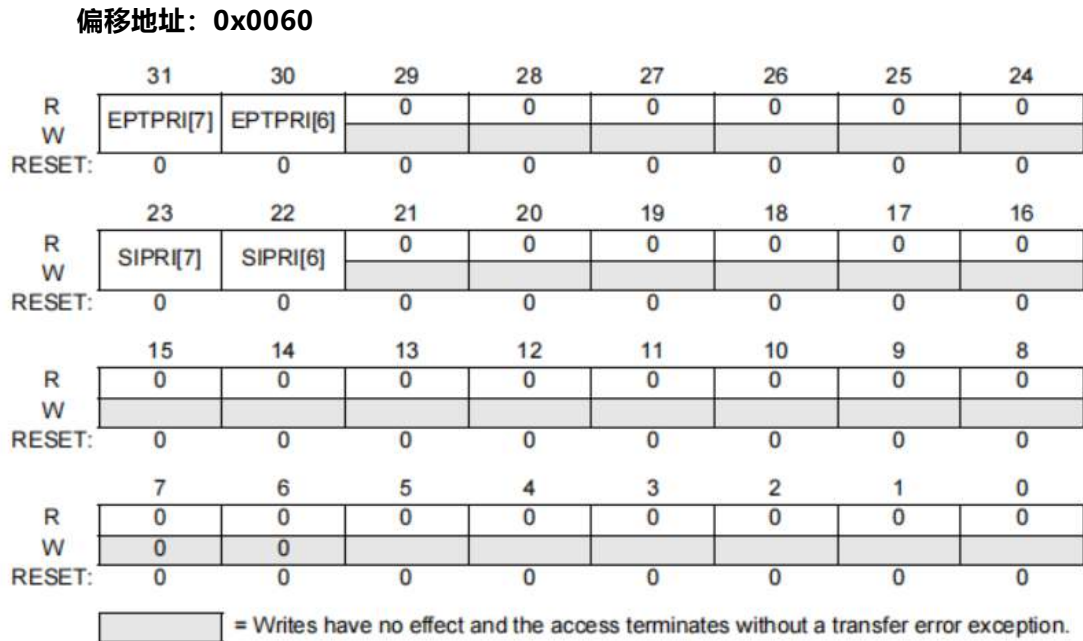 偏移地址：0x0060
31 30 29 28 27 26 25 24
R EPTPRI[7] EPTPRI[6] 0 0 0 0 0 0
W
RESET: 0 0 0 0 0 0 0 0
23 22 21 20 19 18 17 16
R SIPRI[7] SIPRI[6] 0 0 0 0 0 0
W
RESET: 0 0 0 0 0 0 0 0
15 14 13 12 11 10 9 8
R 0 0 0 0 0 0 0 0
W
RESET: 0 0 0 0 0 0 0 0
7 6 5 4 3 2 1 0
R 0 0 0 0 0 0 0 0
W 0 0
RESET: 0 0 0 0 0 0 0 0
= Writes have no effect and the access terminates without a transfer error exception.